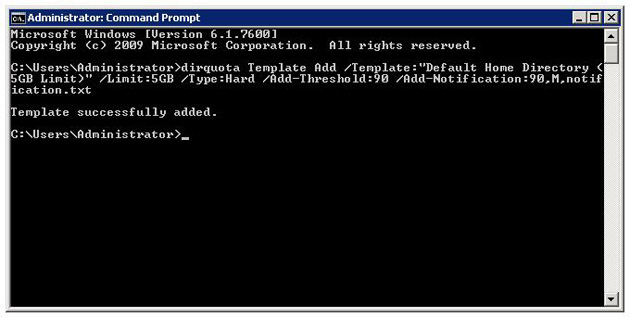 Administrator: Command Prompt
Microsoft Windows [Version 6.1.7600]
Copyright (c) 2009 Microsoft Corporation.  All rights reserved.
C:\Users\Administrator>dirquota Template Add /Template:"Default Home Directory (
5GB Limit)" /Limit:5GB /Type:Hard /Add-Threshold:90 /Add-Notification:90,M,notif
ication.txt
Template successfully added.
C:\Users\Administrator>_